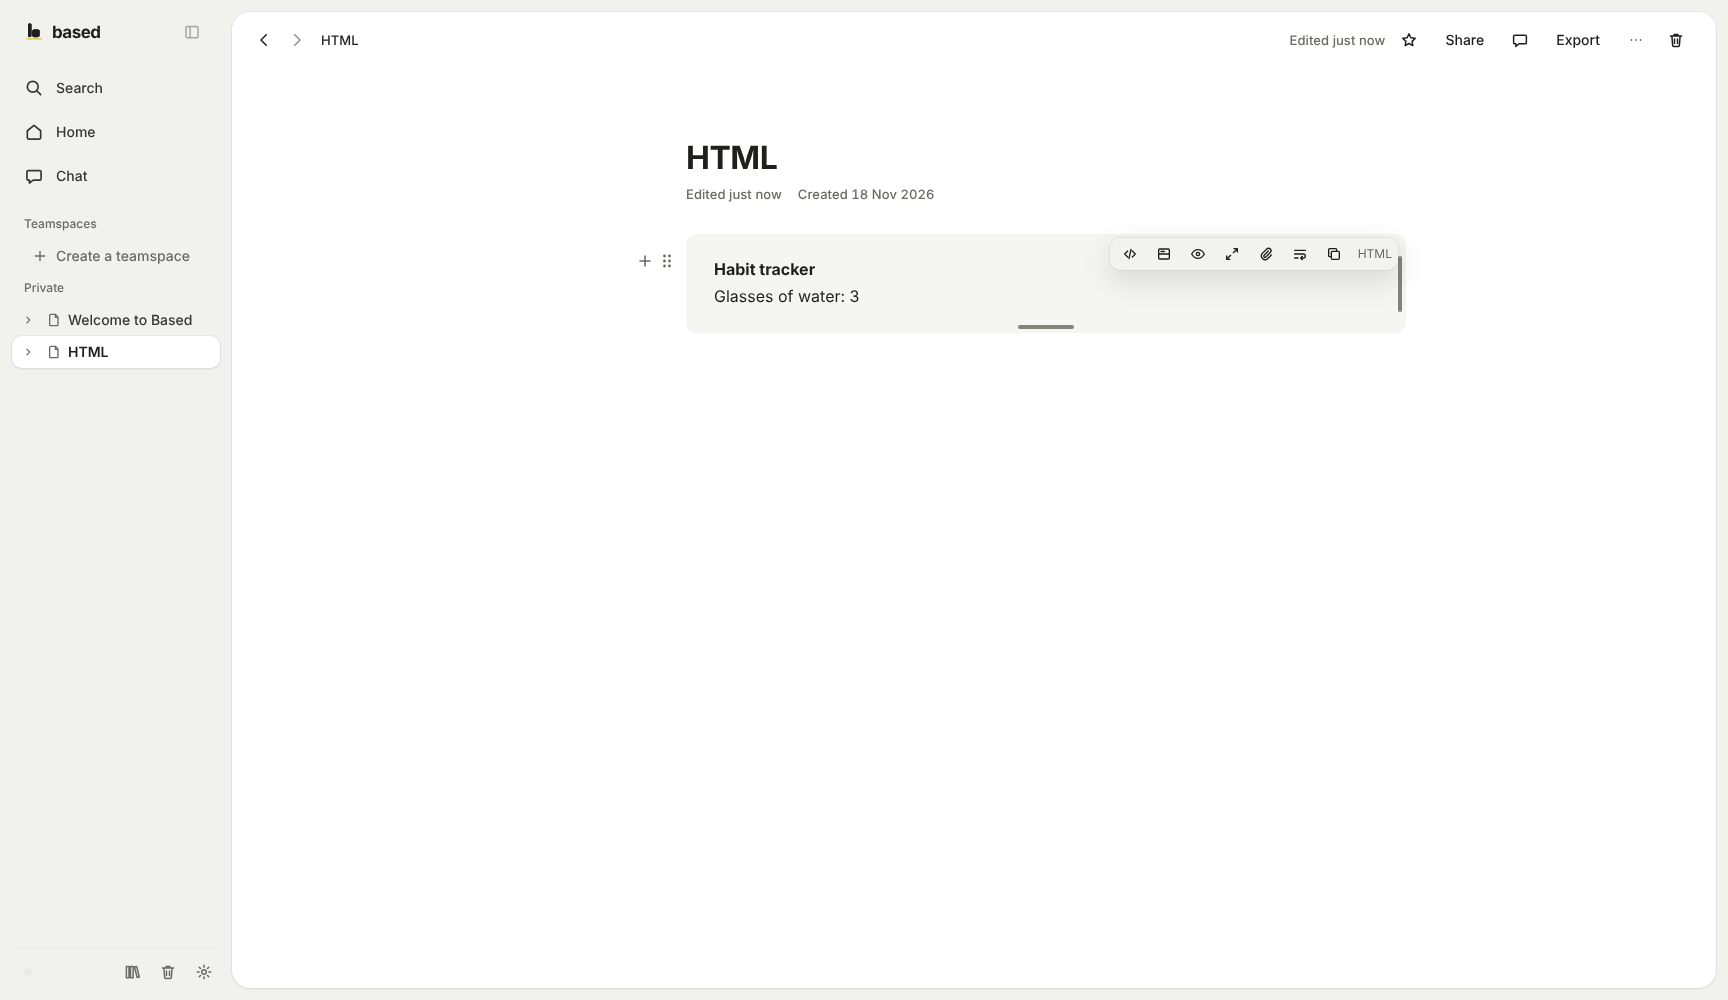 based
Search
Home
Chat
Teamspaces
Create a teamspace
Private
Welcome to Based
HTML
HTML
Edited just now
Share
Export
HTML
Edited just now Created 18 Nov 2026
HTML
Habit tracker
Glasses of water: 3